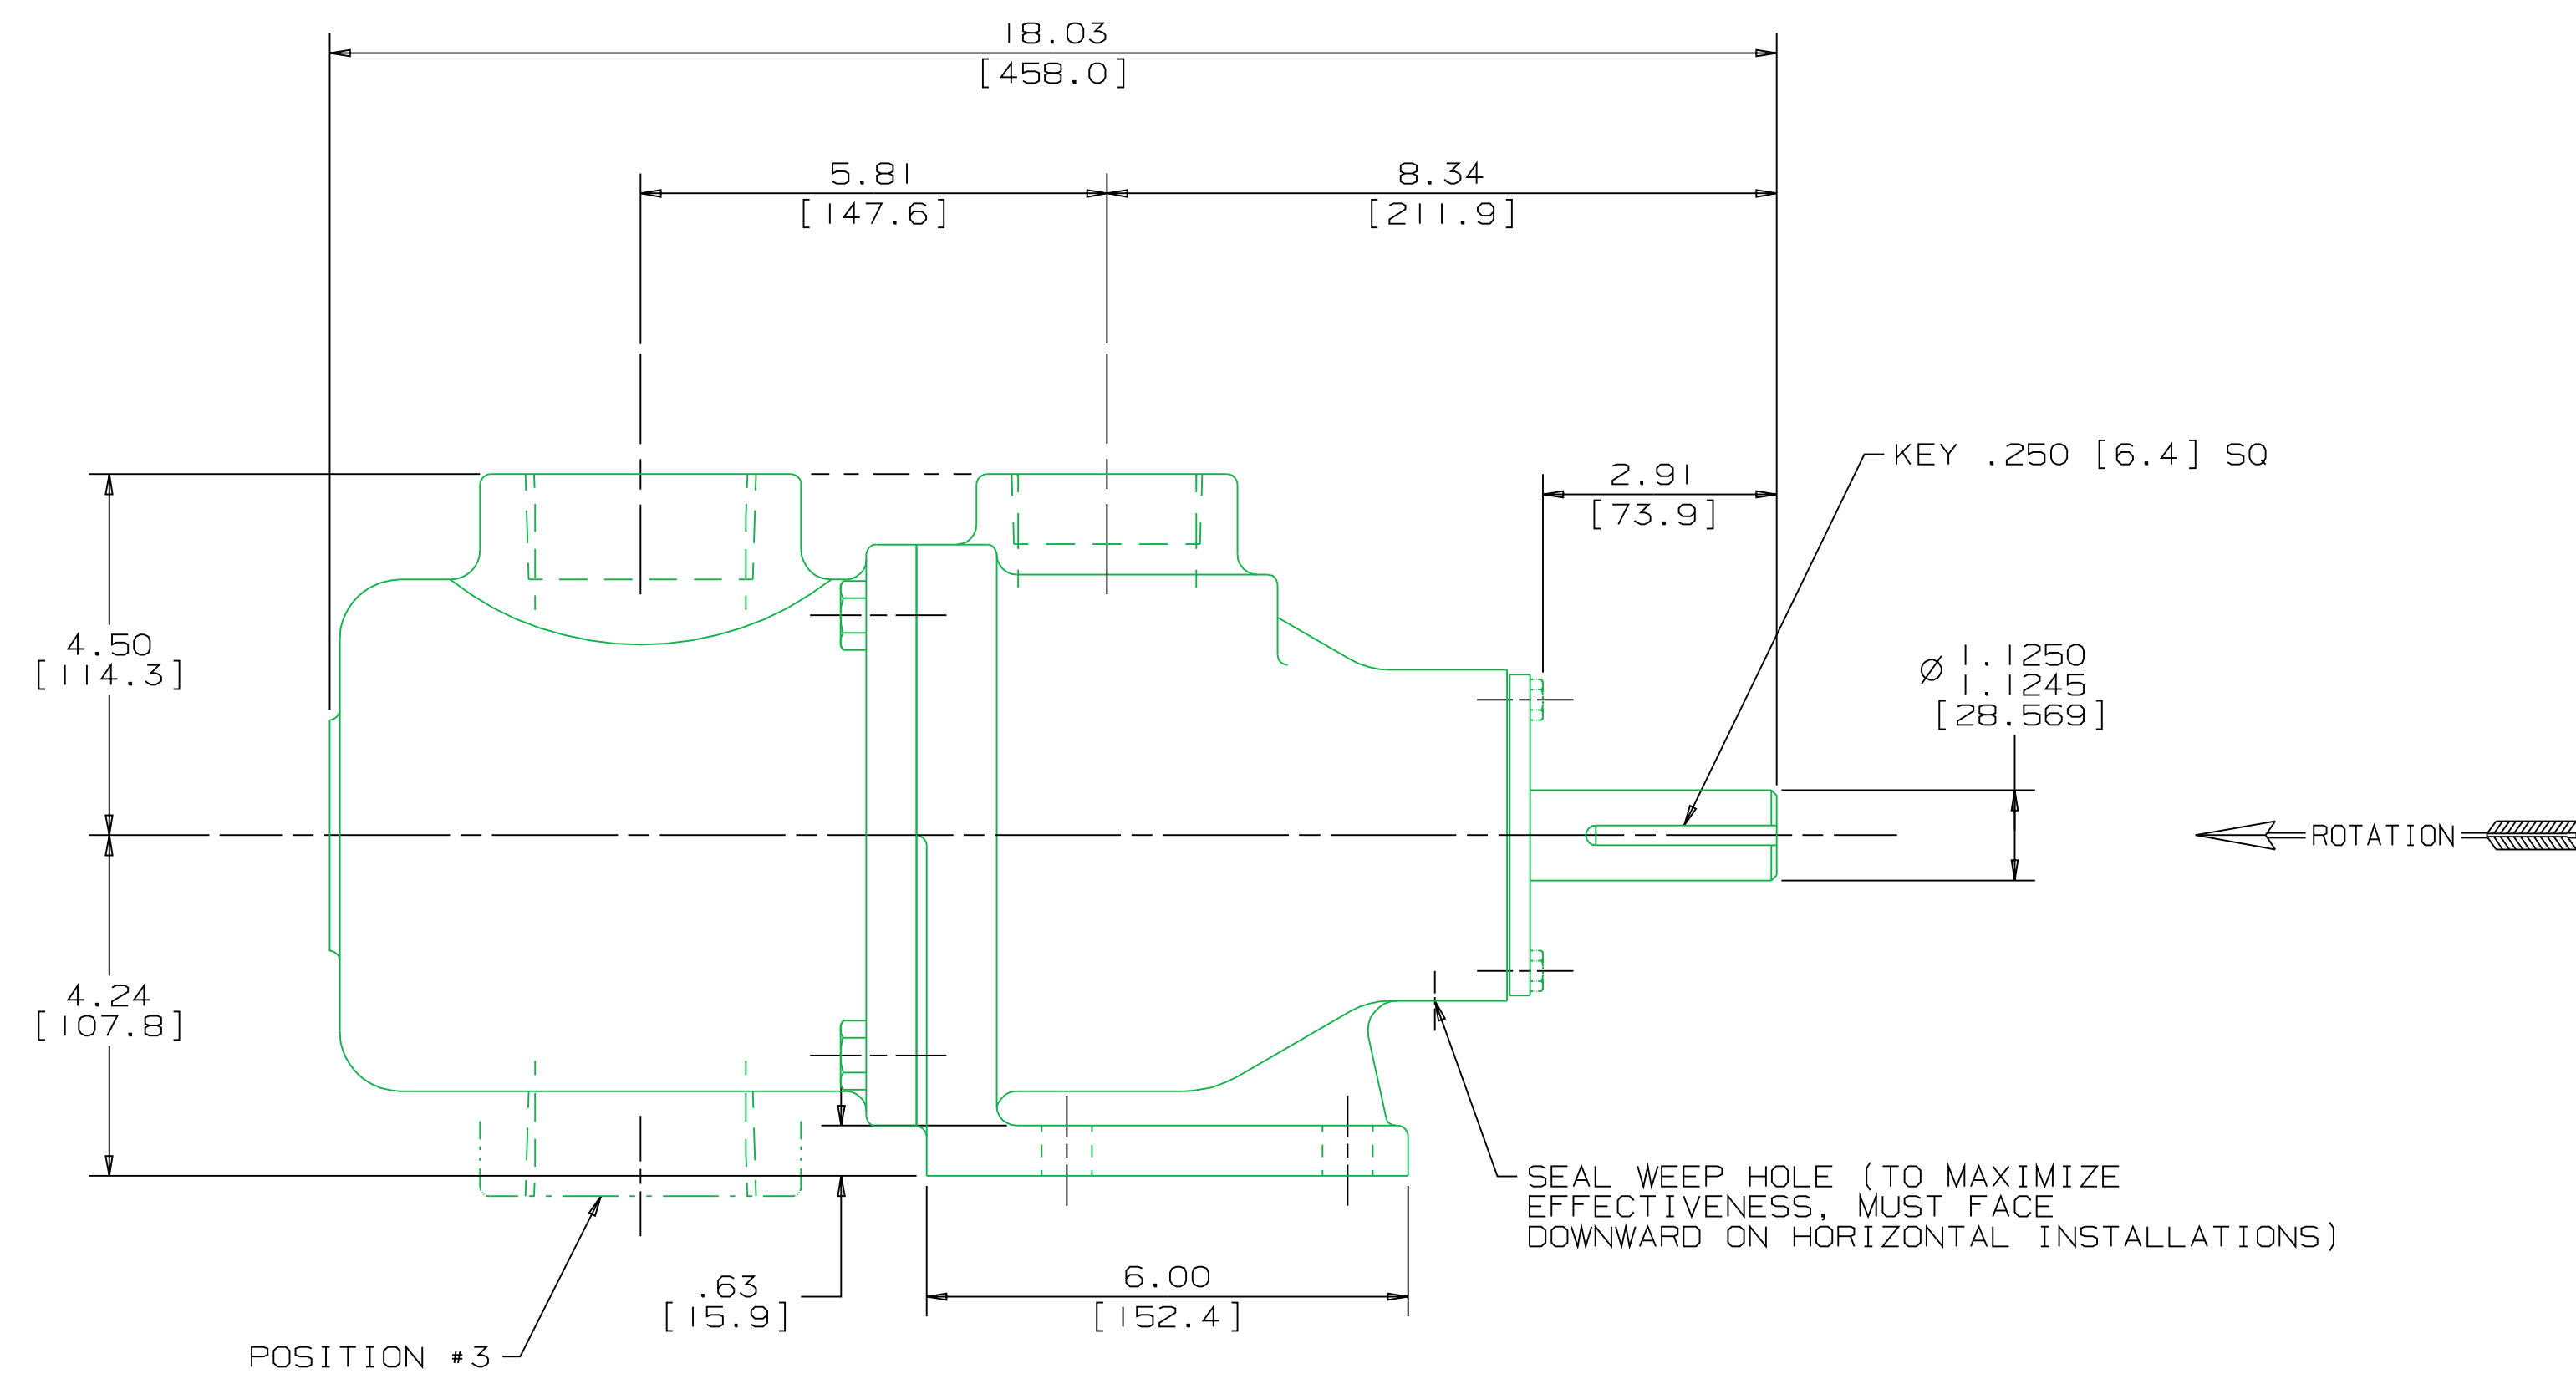 18.03
[458.0]
5.81
[147.6]
8.34
[211.9]
KEY .250 [6.4] SQ
2.91
[73.9]
4.50
[114.3]
Ø 1.1250
1.1245
[28.569]
ROTATION
4.24
[107.8]
SEAL WEEP HOLE (TO MAXIMIZE
EFFECTIVENESS, MUST FACE
DOWNWARD ON HORIZONTAL INSTALLATIONS)
.63
[15.9]
6.00
[152.4]
POSITION #3